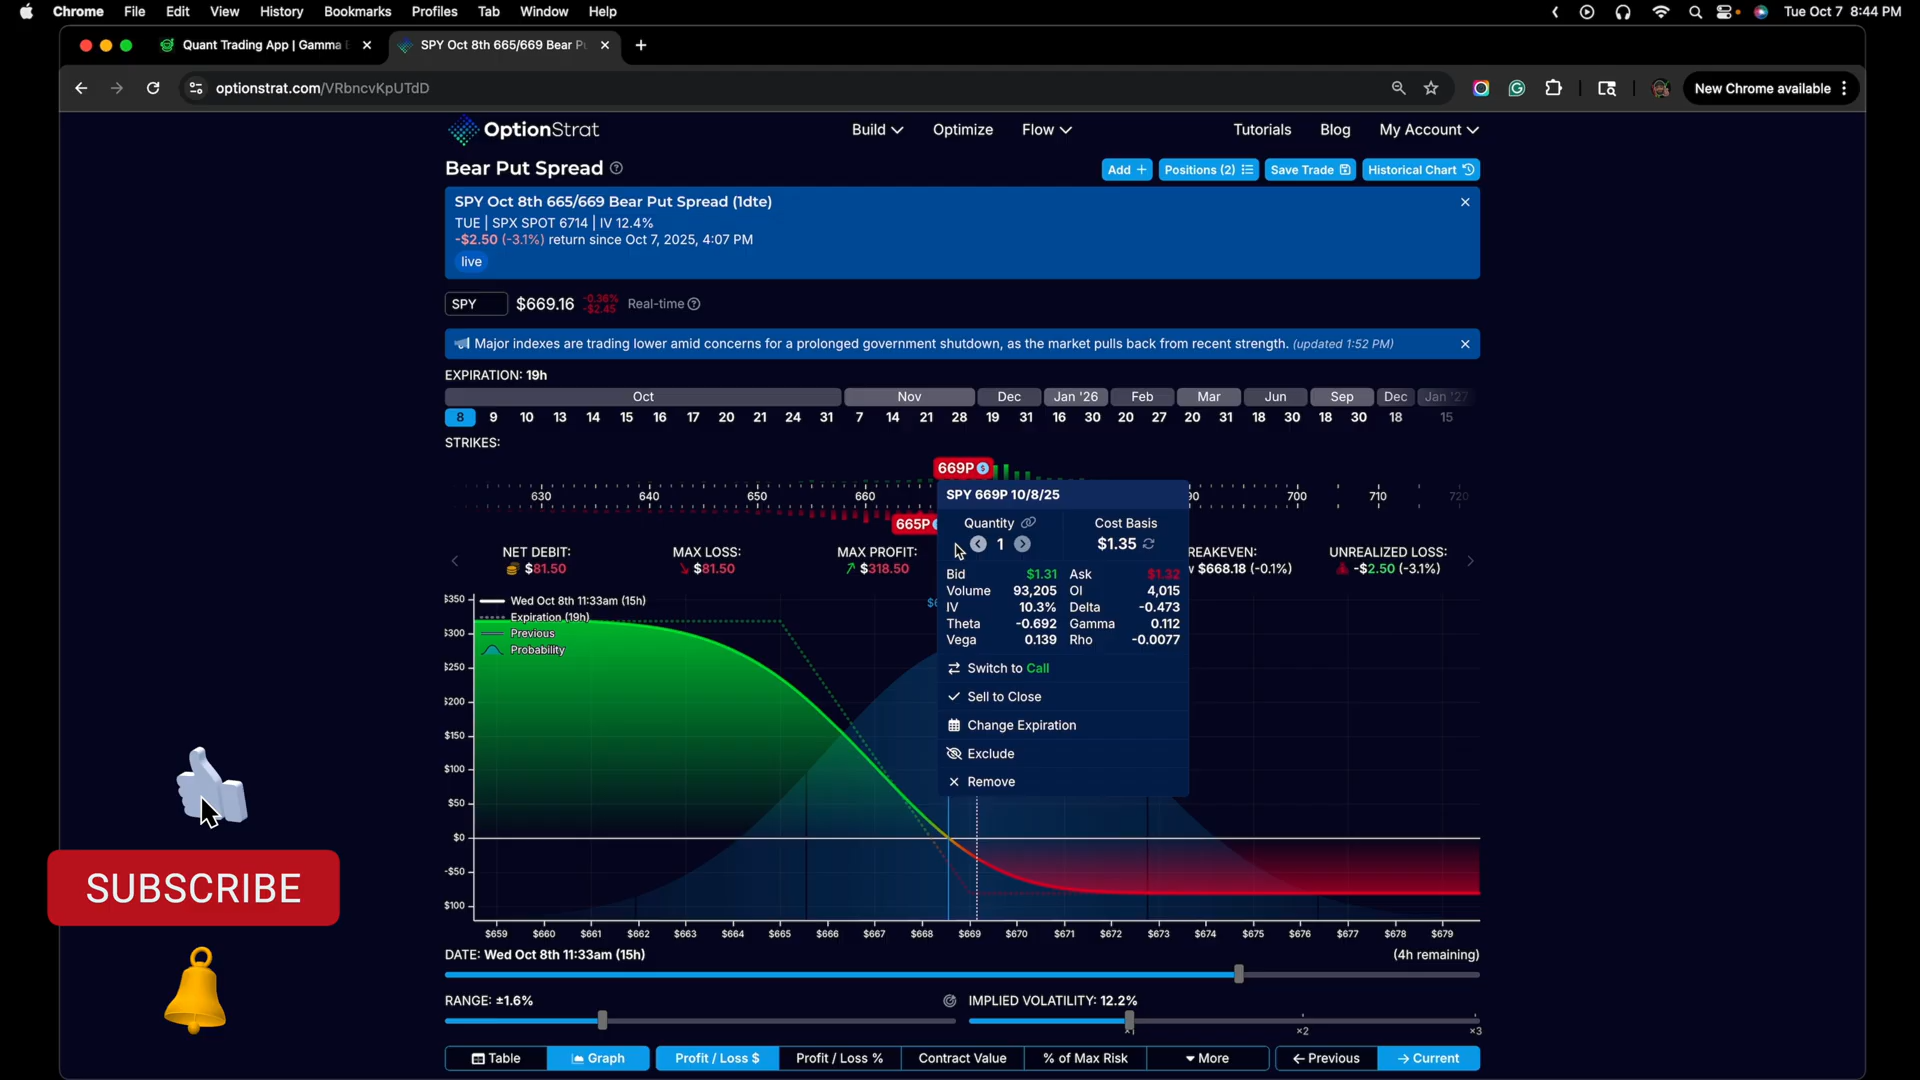 Chrome File Edit View History Bookmarks Profiles Tab Window Help Tue Oct 7 8:44 PM
Quant Trading App | Gamma
SPY Oct 8th 665/669 Bear Pu
optionstrat.com/VRbncvKpUTdD
New Chrome available
OptionStrat
Build Optimize Flow Tutorials Blog My Account
Bear Put Spread
Add + Positions (2) Save Trade Historical Chart
SPY Oct 8th 665/669 Bear Put Spread (1dte)
TUE | SPX SPOT 6714 | IV 12.4%
-$2.50 (-3.1%) return since Oct 7, 2025, 4:07 PM
live
SPY $669.16 -0.36% Real-time
-$2.45
Major indexes are trading lower amid concerns for a prolonged government shutdown, as the market pulls back from recent strength. (updated 1:52 PM)
EXPIRATION: 19h
Oct Nov Dec Jan '26 Feb Mar Jun Sep Dec Jan '27
8 9 10 13 14 15 16 17 20 21 24 31 7 14 21 28 19 31 16 30 20 27 20 31 18 30 18 30 18 15
STRIKES:
669P
630 640 650 660 90 700 710 720
665P
SPY 669P 10/8/25
Quantity Cost Basis
1 $1.35
Bid $1.31 Ask $1.32
Volume 93,205 OI 4,015
IV 10.3% Delta -0.473
Theta -0.692 Gamma 0.112
Vega 0.139 Rho -0.0077
Switch to Call
Sell to Close
Change Expiration
Exclude
Remove
NET DEBIT: MAX LOSS: MAX PROFIT: REAKEVEN: UNREALIZED LOSS:
$81.50 $81.50 $318.50 w $668.18 (-0.1%) -$2.50 (-3.1%)
Wed Oct 8th 11:33am (15h)
Expiration (19h)
Previous
Probability
$350
$300
$250
$200
$150
$100
$50
$0
-$50
$100
$659 $660 $661 $662 $663 $664 $665 $666 $667 $668 $669 $670 $671 $672 $673 $674 $675 $676 $677 $678 $679
DATE: Wed Oct 8th 11:33am (15h) (4h remaining)
RANGE: ±1.6% IMPLIED VOLATILITY: 12.2%
x1 x2 x3
Table Graph Profit / Loss $ Profit / Loss % Contract Value % of Max Risk More Previous Current
SUBSCRIBE